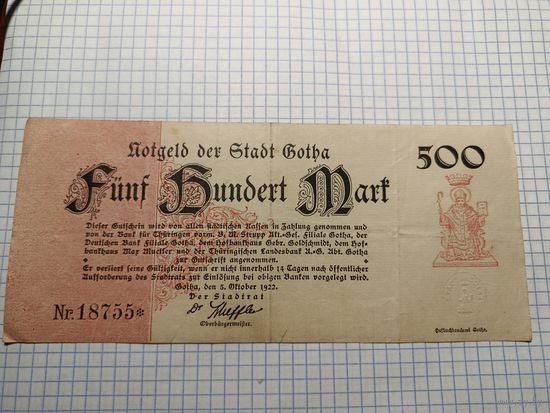 Notgeld der Stadt Gotha
500
Fünf Hundert Mark
Dieser Gutschein wird von allen städtischen Kassen in Zahlung genommen und
von der Bank für Thüringen vorm. B. M. Strupp Akt.-Ges. Filiale Gotha, der
Deutschen Bank Filiale Gotha, dem Hofbankhaus Gebr. Goldschmidt, dem Hof-
bankhaus Max Mueller und der Thüringischen Landesbank A.-G. Abt. Gotha
zur Gutschrift angenommen.
Er verliert seine Gültigkeit, wenn er nicht innerhalb 14 Tagen nach öffentlicher
Aufforderung des Stadtrats zur Einlösung bei obigen Banken vorgelegt wird.
Gotha, den 5. Oktober 1922.
Der Stadtrat
Nr. 18755*
Dr Scheffler
Oberbürgermeister.
Gotha.